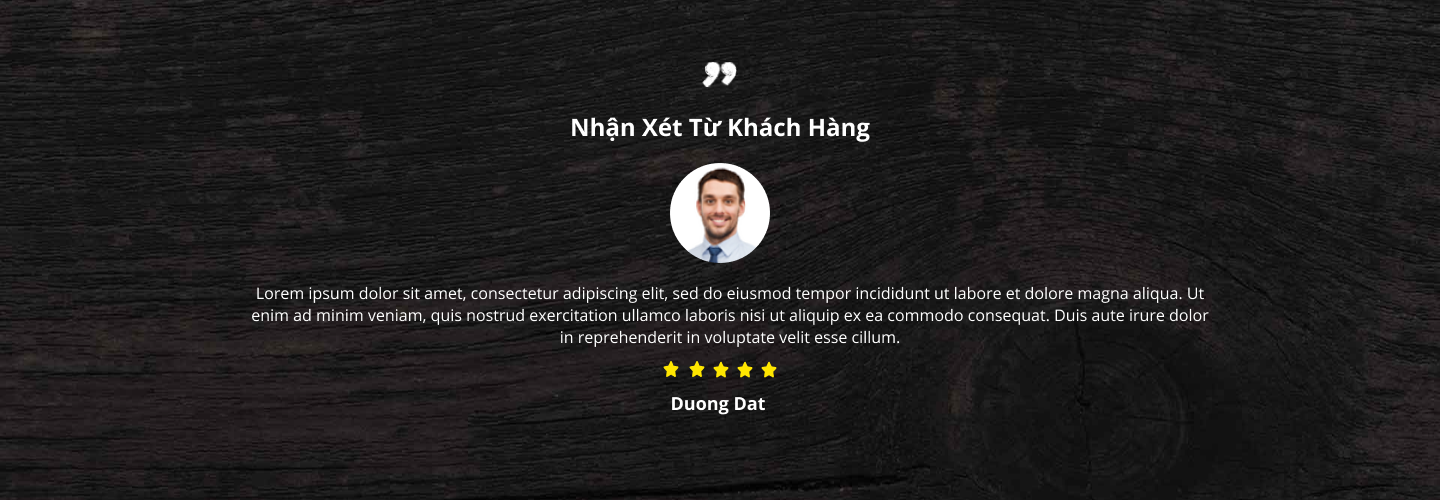 ”
Nhận Xét Từ Khách Hàng
Lorem ipsum dolor sit amet, consectetur adipiscing elit, sed do eiusmod tempor incididunt ut labore et dolore magna aliqua. Ut
enim ad minim veniam, quis nostrud exercitation ullamco laboris nisi ut aliquip ex ea commodo consequat. Duis aute irure dolor
in reprehenderit in voluptate velit esse cillum.
Duong Dat